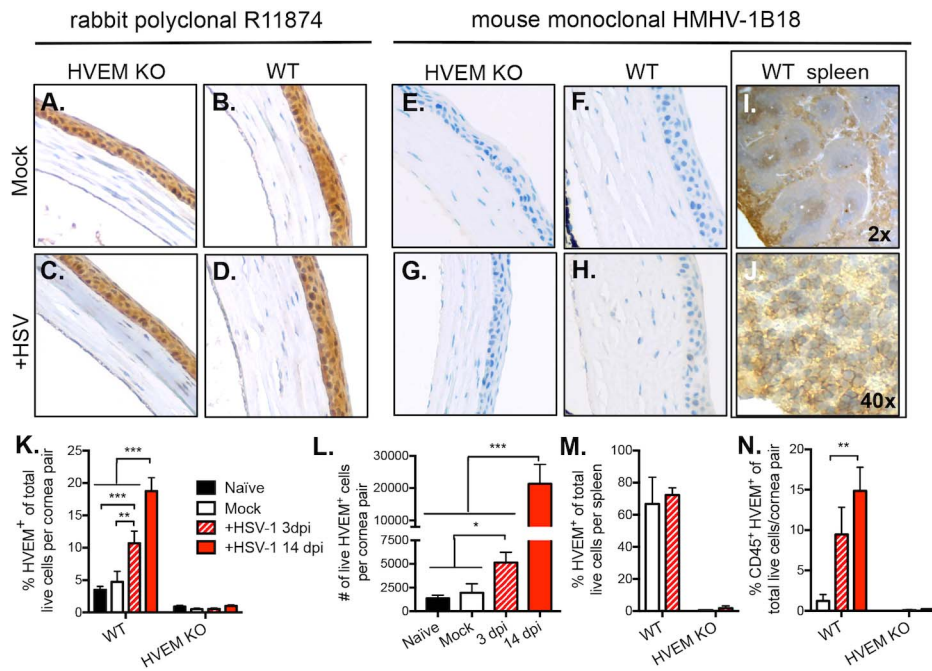 rabbit polyclonal R11874
mouse monoclonal HMHV-1B18
HVEM KO
WT
HVEM KO
WT
WT spleen
Mock
A.
B.
E.
F.
I.
2x
+HSV
C.
D.
G.
H.
J.
40x
K.
% HVEM⁺ of total
live cells per cornea pair
25
20
15
10
5
0
***
***
**
WT
HVEM KO
Naïve
Mock
+HSV-1 3dpi
+HSV-1 14 dpi
L.
# of live HVEM⁺ cells
per cornea pair
30000
20000
10000
7500
5000
2500
0
***
*
Naïve
Mock
3 dpi
14 dpi
M.
% HVEM⁺ of total
live cells per spleen
100
80
60
40
20
0
WT
HVEM KO
N.
% CD45⁺ HVEM⁺ of
total live cells/cornea pair
20
15
10
5
0
**
WT
HVEM KO